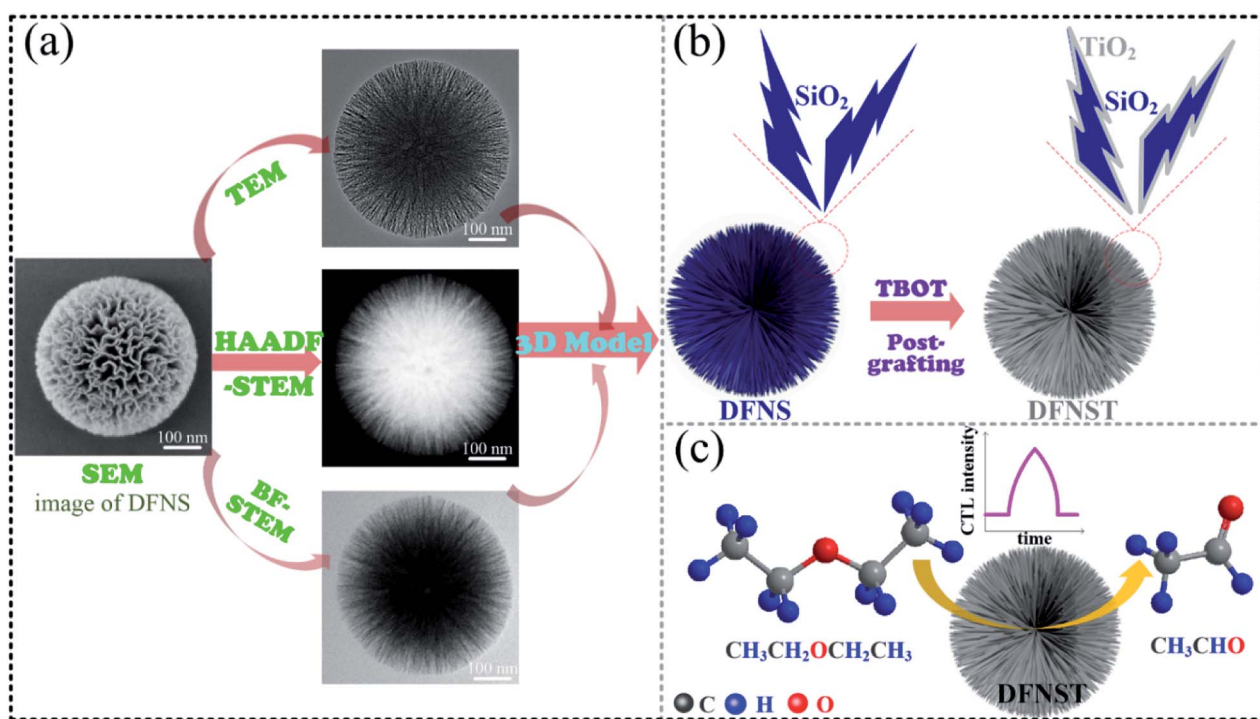 (a)
TEM
100 nm
HAADF
-STEM
100 nm
3D Model
100 nm
SEM
image of DFNS
BF-
STEM
100 nm
(b)
SiO₂
TiO₂
SiO₂
TBOT
Post-
grafting
DFNS
DFNST
(c)
CTL intensity
time
CH₃CH₂OCH₂CH₃
CH₃CHO
DFNST
C H O